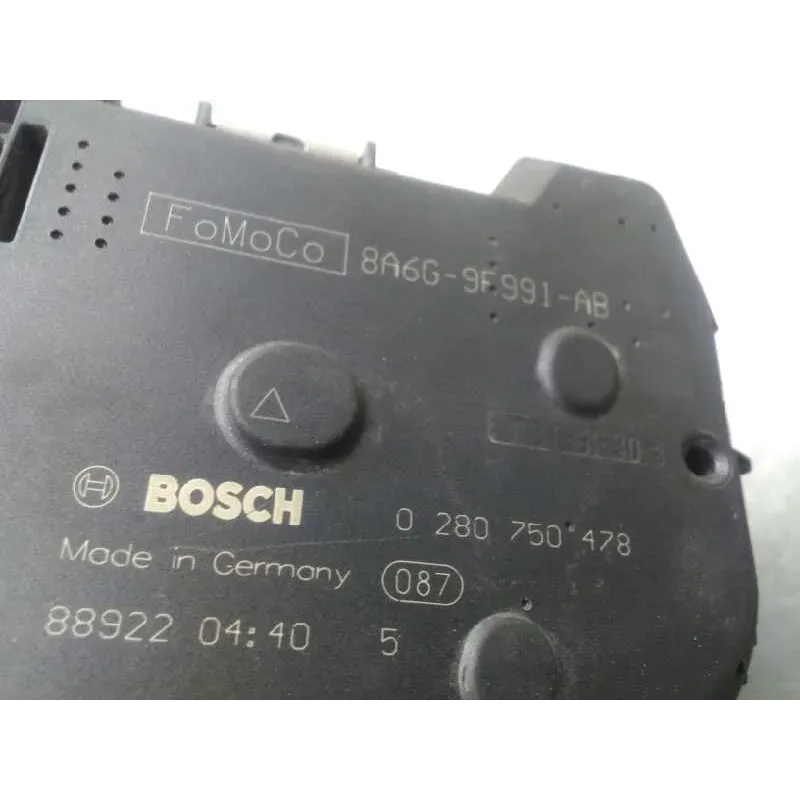 FoMoCo 8A6G-9F991-AB
BOSCH 0 280 750 478
Made in Germany 087
88922 04:40 5